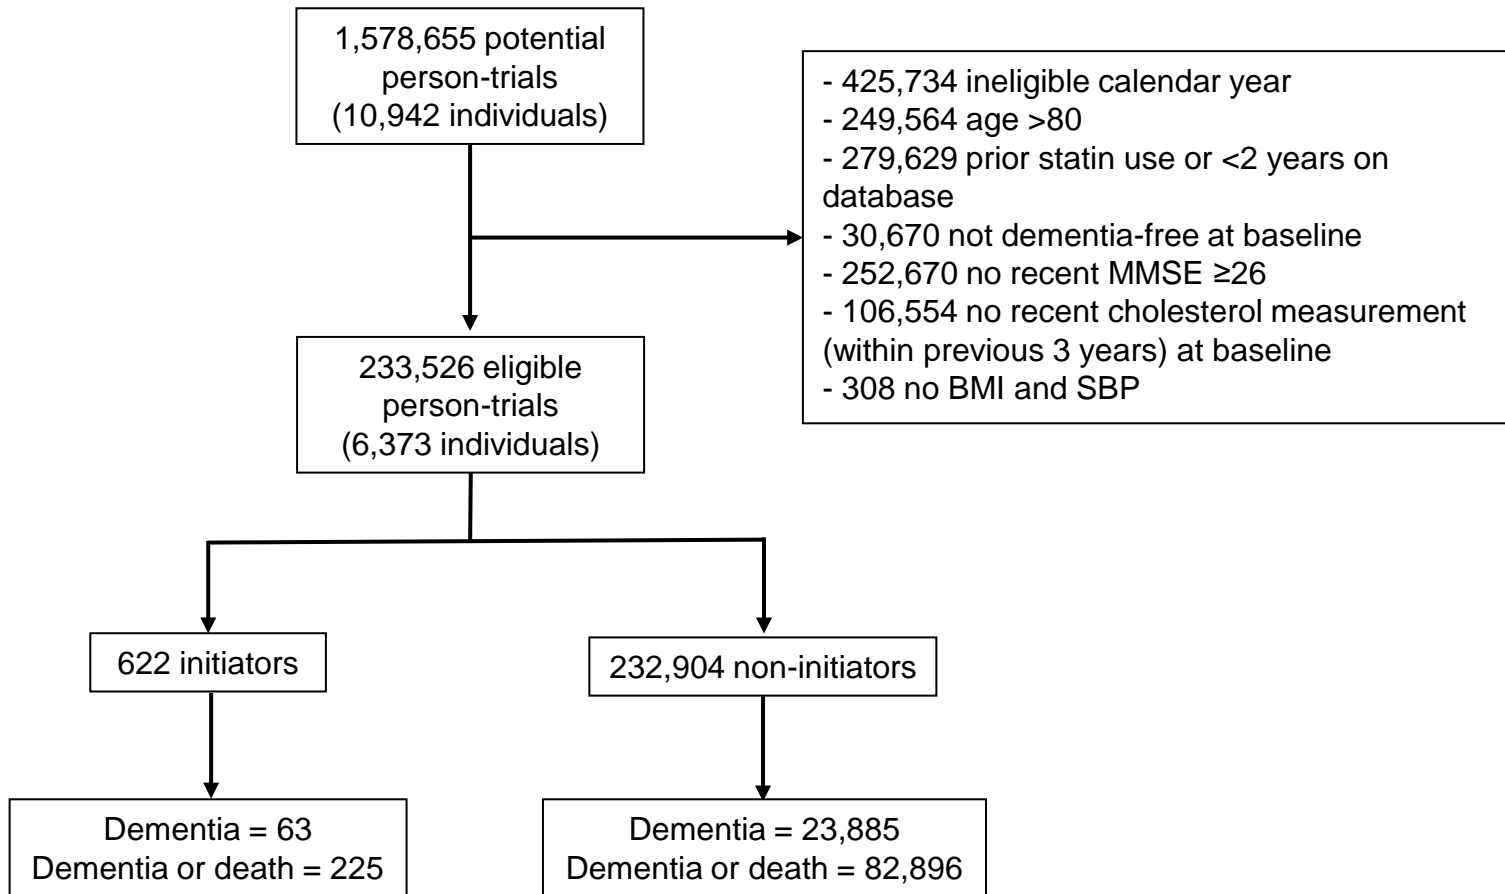 1,578,655 potential
person-trials
(10,942 individuals)
- 425,734 ineligible calendar year
- 249,564 age >80
- 279,629 prior statin use or <2 years on
database
- 30,670 not dementia-free at baseline
- 252,670 no recent MMSE ≥26
- 106,554 no recent cholesterol measurement
(within previous 3 years) at baseline
- 308 no BMI and SBP
233,526 eligible
person-trials
(6,373 individuals)
622 initiators
232,904 non-initiators
Dementia = 63
Dementia or death = 225
Dementia = 23,885
Dementia or death = 82,896